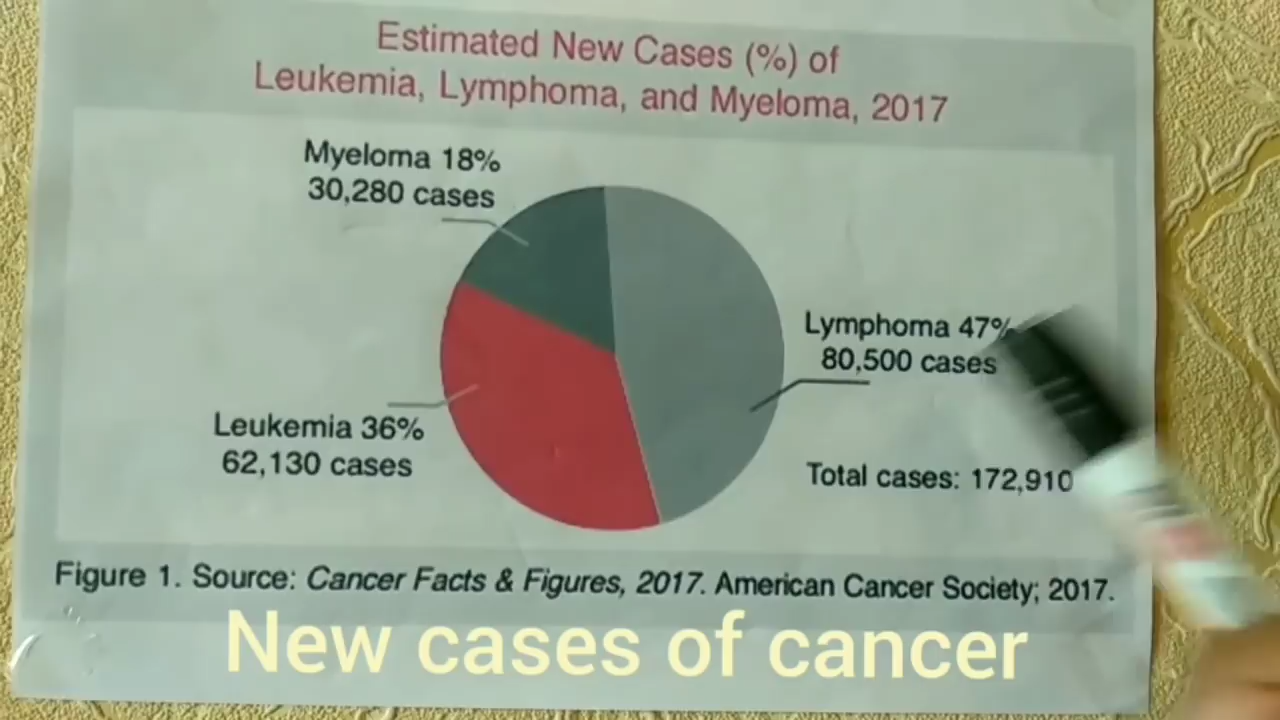 Estimated New Cases (%) of
Leukemia, Lymphoma, and Myeloma, 2017
Myeloma 18%
30,280 cases
Lymphoma 47%
80,500 cases
Leukemia 36%
62,130 cases
Total cases: 172,910
Figure 1. Source: Cancer Facts & Figures, 2017. American Cancer Society; 2017.
New cases of cancer